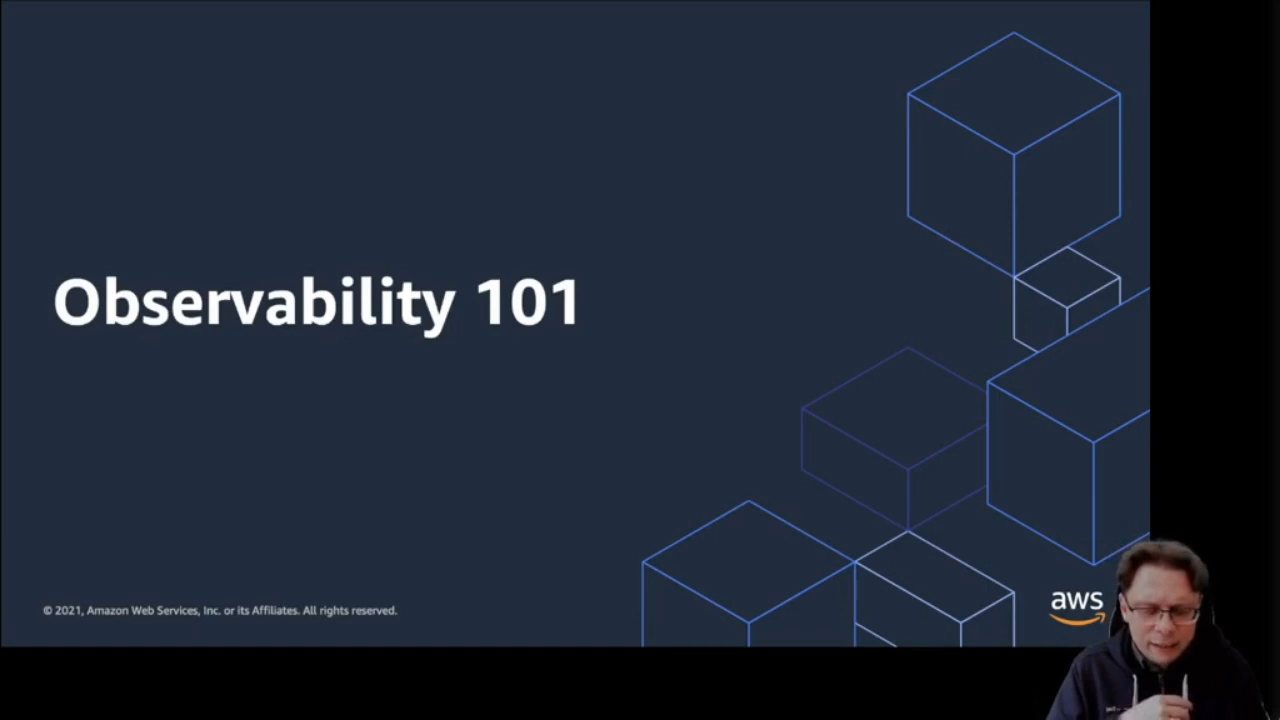 Observability 101
© 2021, Amazon Web Services, Inc. or its Affiliates. All rights reserved.
aws